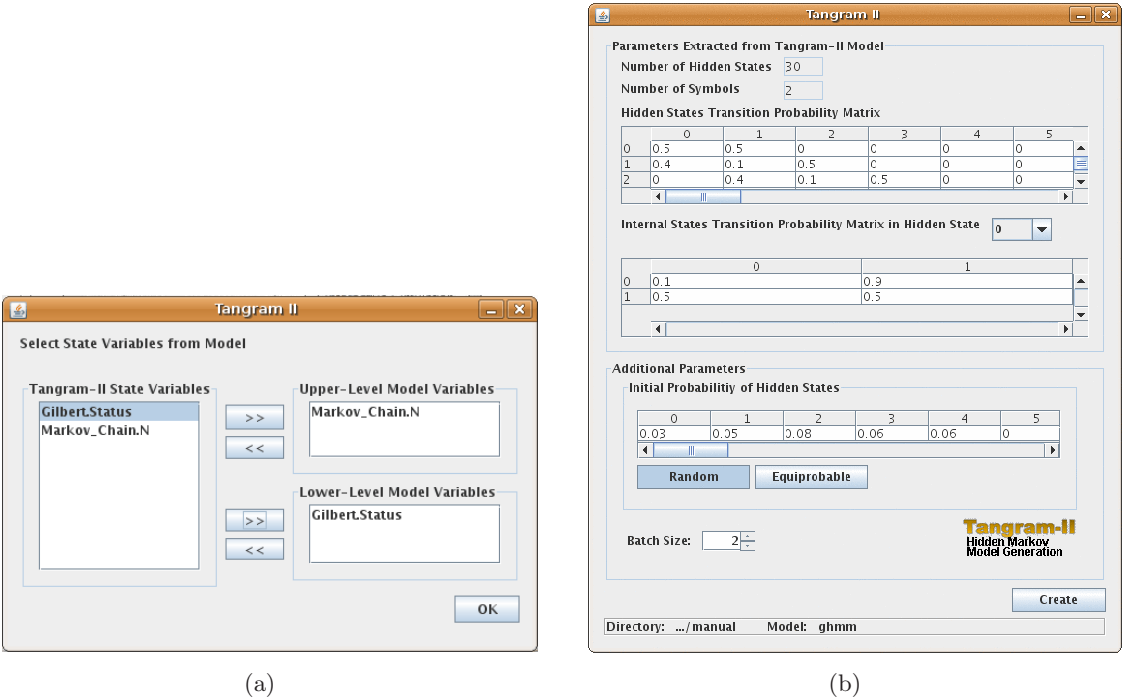 Tangram II
Select State Variables from Model
Tangram-II State Variables
Gilbert.Status
Markov_Chain.N
>>
<<
>>
<<
Upper-Level Model Variables
Markov_Chain.N
Lower-Level Model Variables
Gilbert.Status
OK
(a)
Tangram II
Parameters Extracted from Tangram-II Model
Number of Hidden States 30
Number of Symbols 2
Hidden States Transition Probability Matrix
0 1 2 3 4 5
0 0.5 0.5 0 0 0 0
1 0.4 0.1 0.5 0 0 0
2 0 0.4 0.1 0.5 0 0
Internal States Transition Probability Matrix in Hidden State 0
0 1
0 0.1 0.9
1 0.5 0.5
Additional Parameters
Initial Probabilitiy of Hidden States
0 1 2 3 4 5
0.03 0.05 0.08 0.06 0.06 0
Random Equiprobable
Batch Size: 2
Tangram-II
Hidden Markov
Model Generation
Create
Directory: .../manual Model: ghmm
(b)